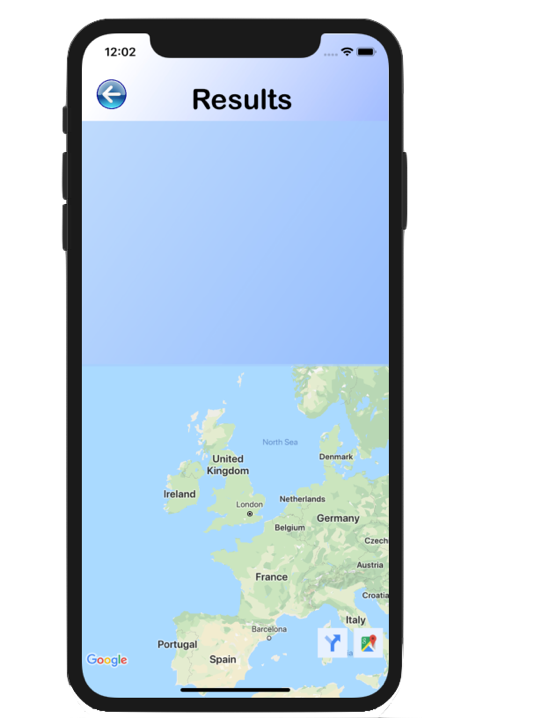 12:02
Results
North Sea
United
Kingdom
Denmark
Ireland
London
Netherlands
Belgium
Germany
Czech
France
Austria
Croatia
Italy
Barcelona
Portugal
Spain
Google